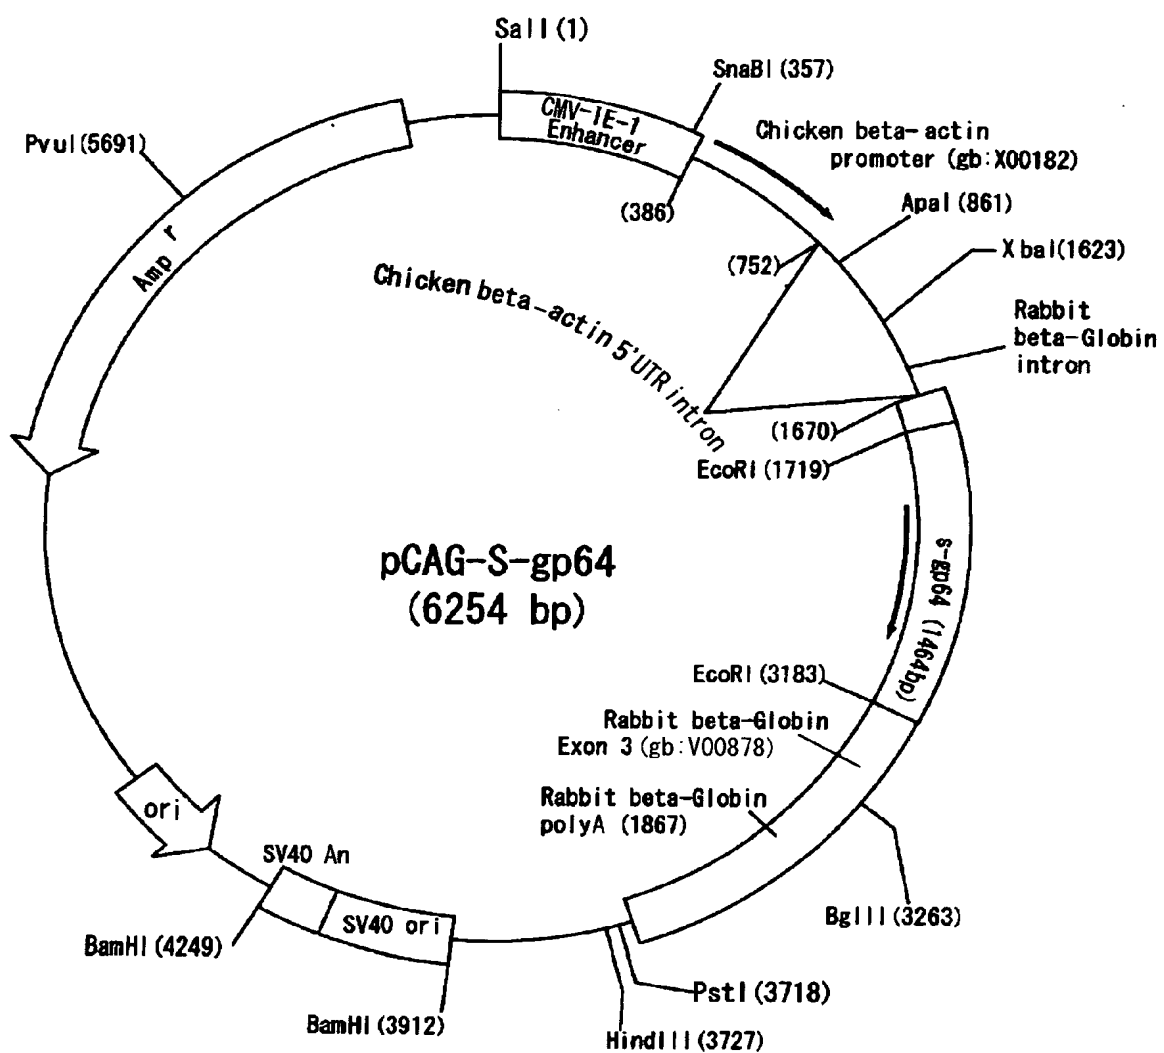 SalI (1)
CMV-IE-1
Enhancer
SnaBI (357)
PvuI (5691)
Chicken beta-actin
promoter (gb:X00182)
(386)
ApaI (861)
Amp r
(752)
XbaI (1623)
Chicken beta-actin 5'UTR intron
Rabbit
beta-Globin
intron
(1670)
EcoRI (1719)
pCAG-S-gp64
(6254 bp)
s-gp64 (1464bp)
EcoRI (3183)
Rabbit beta-Globin
Exon 3 (gb:V00878)
Rabbit beta-Globin
polyA (1867)
ori
SV40 An
SV40 ori
BglII (3263)
BamHI (4249)
PstI (3718)
BamHI (3912)
HindIII (3727)